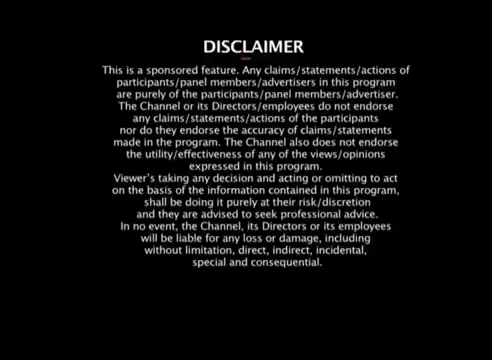 DISCLAIMER
This is a sponsored feature. Any claims/statements/actions of
participants/panel members/advertisers in this program
are purely of the participants/panel members/advertiser.
The Channel or its Directors/employees do not endorse
any claims/statements/actions of the participants
nor do they endorse the accuracy of claims/statements
made in the program. The Channel also does not endorse
the utility/effectiveness of any of the views/opinions
expressed in this program.
Viewer's taking any decision and acting or omitting to act
on the basis of the information contained in this program,
shall be doing it purely at their risk/discretion
and they are advised to seek professional advice.
In no event, the Channel, its Directors or its employees
will be liable for any loss or damage, including
without limitation, direct, indirect, incidental,
special and consequential.